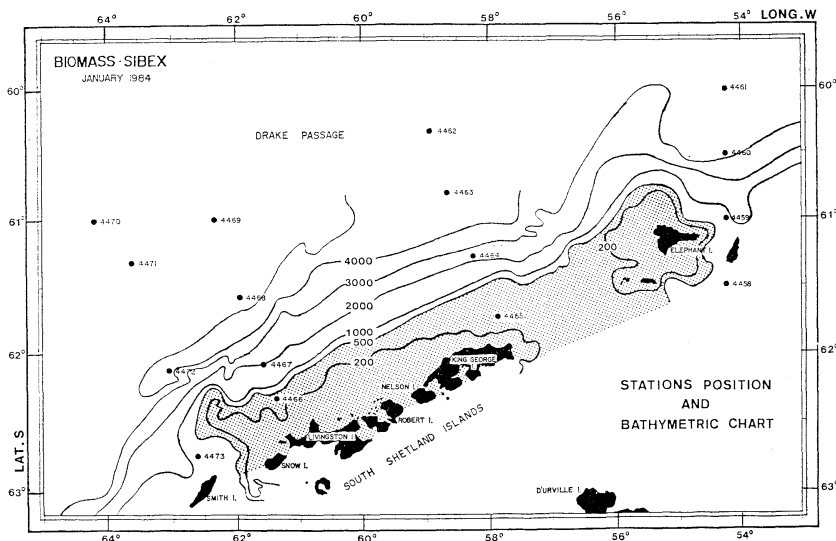 64° 62° 60° 58° 56° 54° LONG.W
BIOMASS-SIBEX
JANUARY 1984
60° 60°
4461
4462
DRAKE PASSAGE
4460
4463
61° 61°
4470
4469
4459
200
ELEPHANT I.
4471
4000
4464
3000
4458
4468
2000
1000
4465
500
62° 62°
4467
200
KING GEORGE
4472
NELSON I.
STATIONS POSITION
AND
BATHYMETRIC CHART
4466
ROBERT I.
LIVINGSTON I.
SOUTH SHETLAND ISLANDS
4473
SNOW I.
LAT. S
63° 63°
SMITH I.
D'URVILLE I.
64° 62° 60° 58° 56° 54°